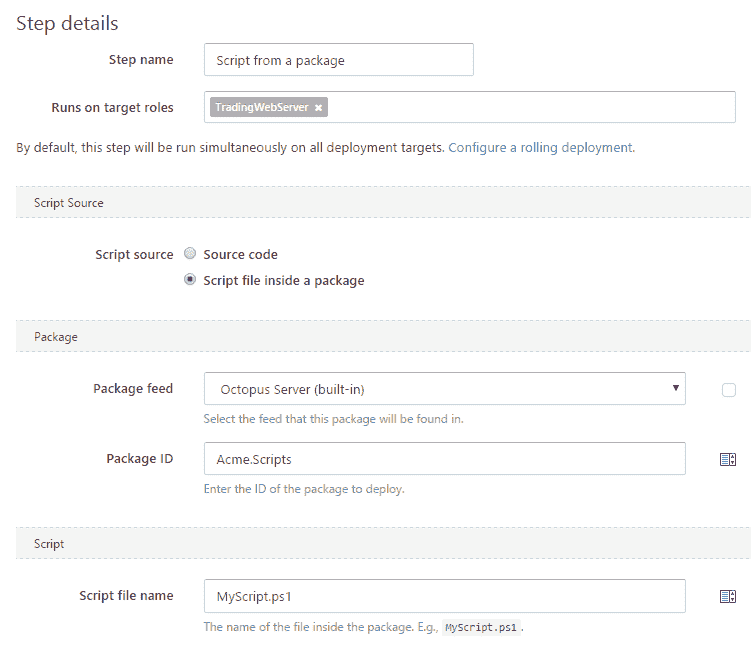 Step details
Step name Script from a package
Runs on target roles TradingWebServer ×
By default, this step will be run simultaneously on all deployment targets. Configure a rolling deployment.
Script Source
Script source Source code
Script file inside a package
Package
Package feed Octopus Server (built-in)
Select the feed that this package will be found in.
Package ID Acme.Scripts
Enter the ID of the package to deploy.
Script
Script file name MyScript.ps1
The name of the file inside the package. E.g., MyScript.ps1 .